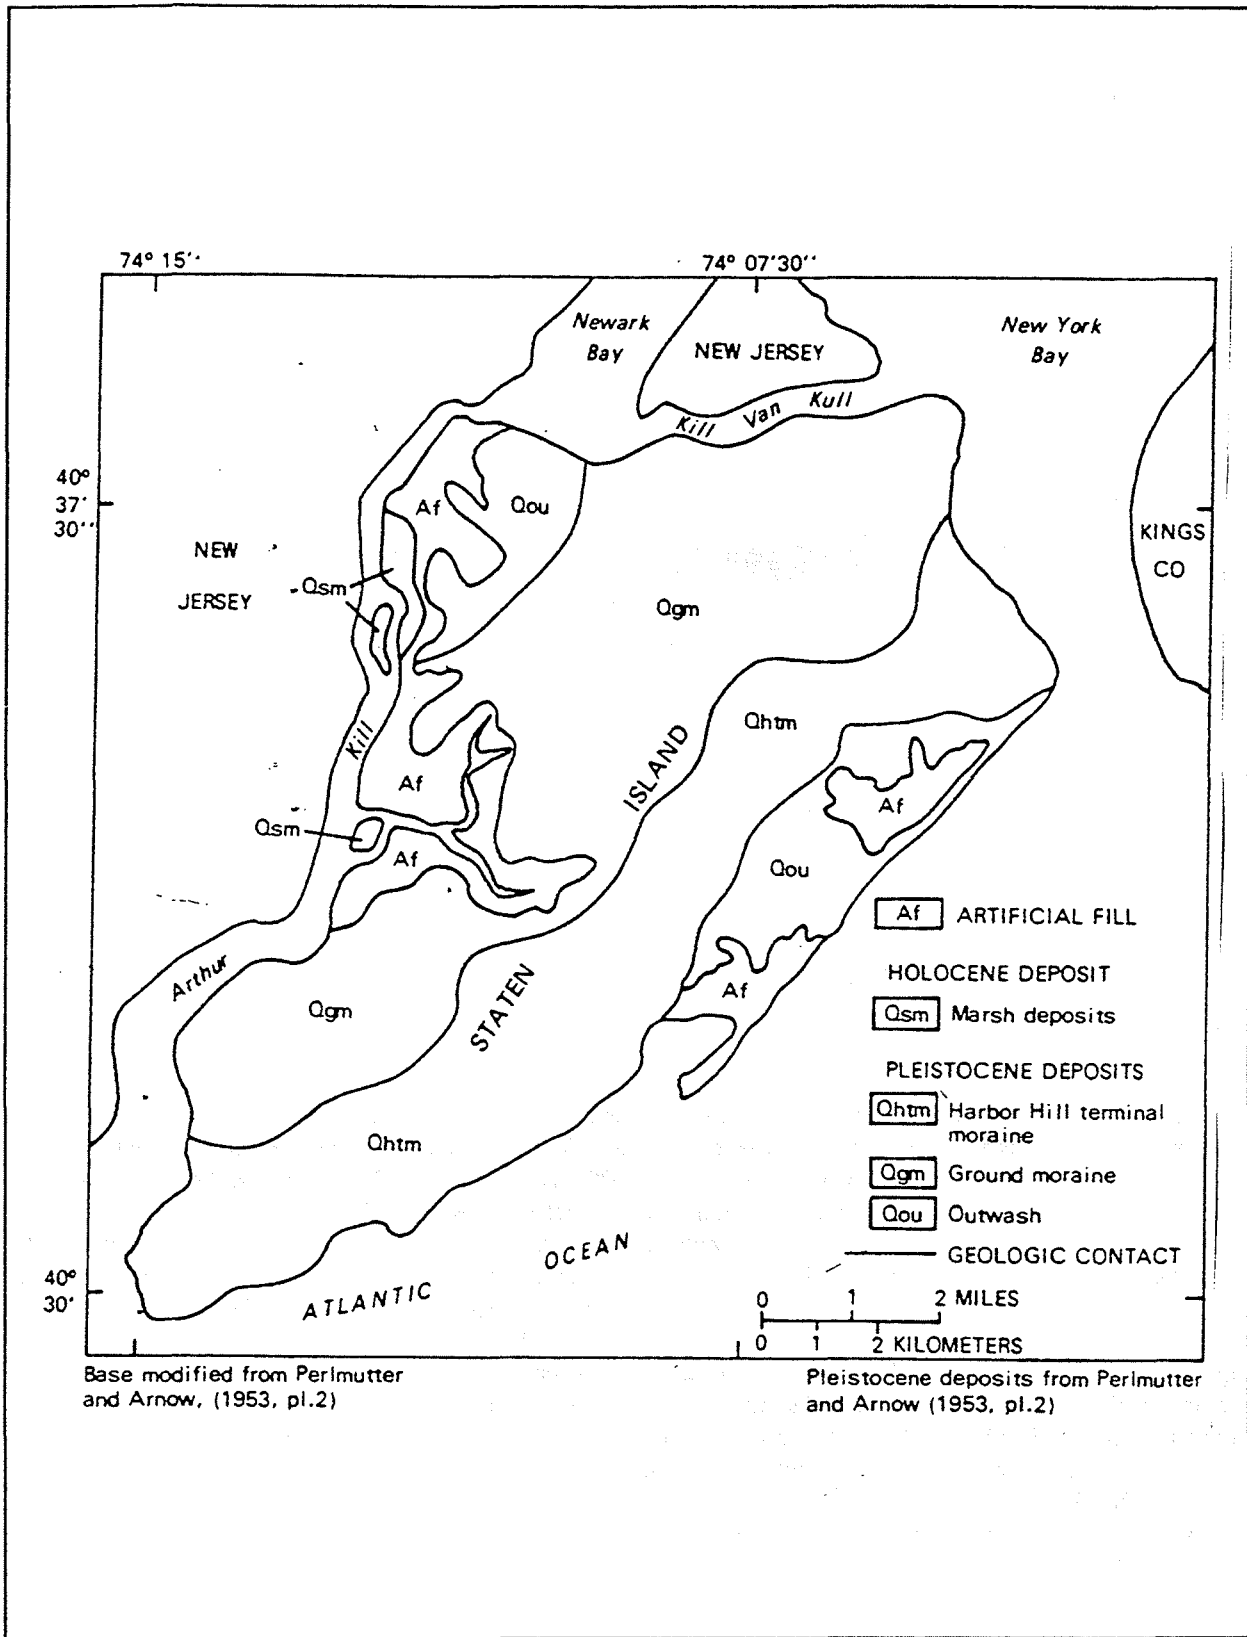 74° 15'
74° 07'30''
Newark
Bay
NEW JERSEY
New York
Bay
Kill Van Kull
40°
37'
30''
Af
Qou
NEW
JERSEY
Qsm
KINGS
CO
Qgm
Kill
Qhtm
ISLAND
Af
Af
Qsm
Af
Qou
Af
ARTIFICIAL FILL
HOLOCENE DEPOSIT
Qsm
Marsh deposits
Arthur
Af
Qgm
STATEN
PLEISTOCENE DEPOSITS
Qhtm
Harbor Hill terminal
moraine
Qhtm
Qgm
Ground moraine
Qou
Outwash
GEOLOGIC CONTACT
ATLANTIC OCEAN
40°
30'
0 1 2 MILES
0 1 2 KILOMETERS
Base modified from Perlmutter
and Arnow, (1953, pl.2)
Pleistocene deposits from Perlmutter
and Arnow (1953, pl.2)